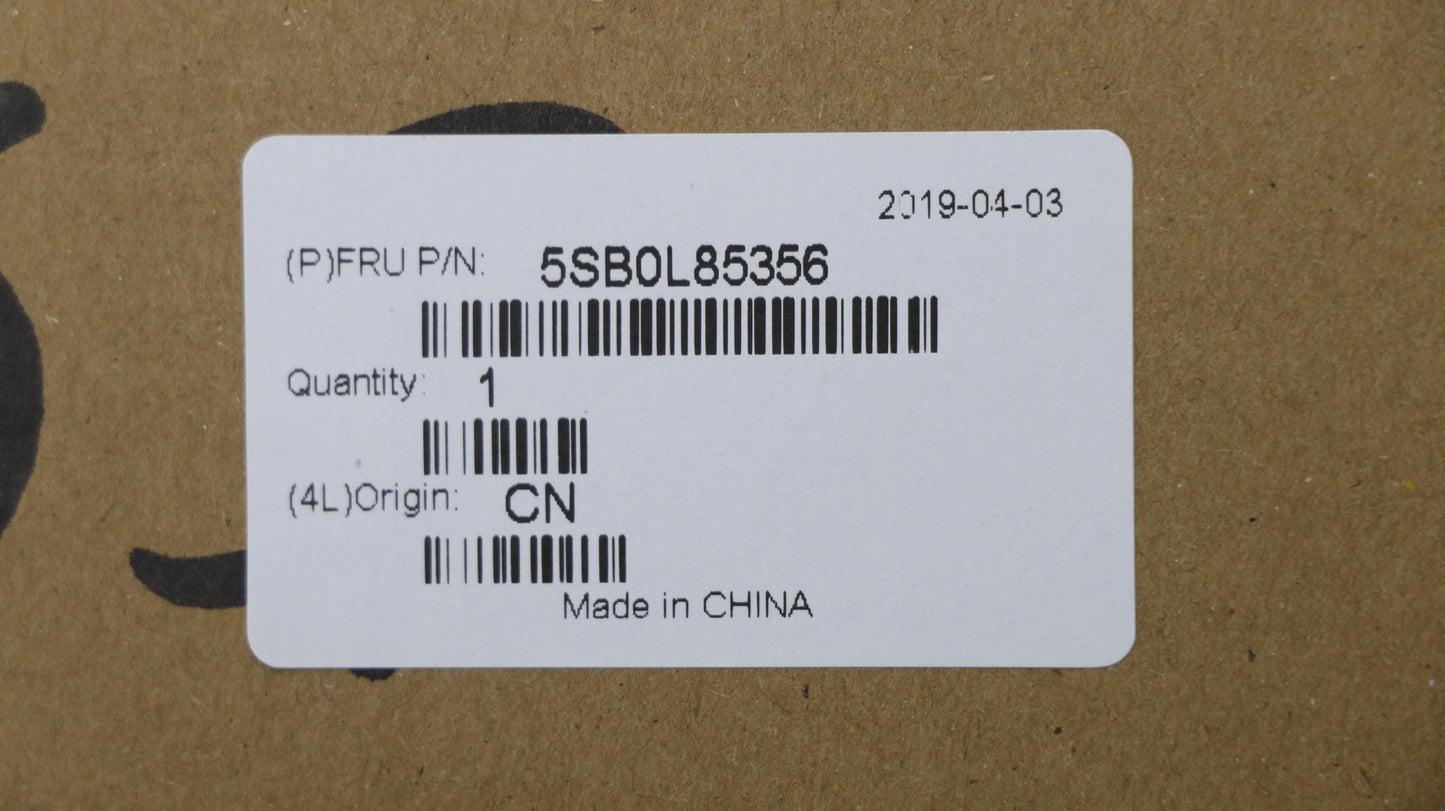 2019-04-03
(P)FRU P/N: 5SB0L85356
Quantity: 1
(4L)Origin: CN
Made in CHINA